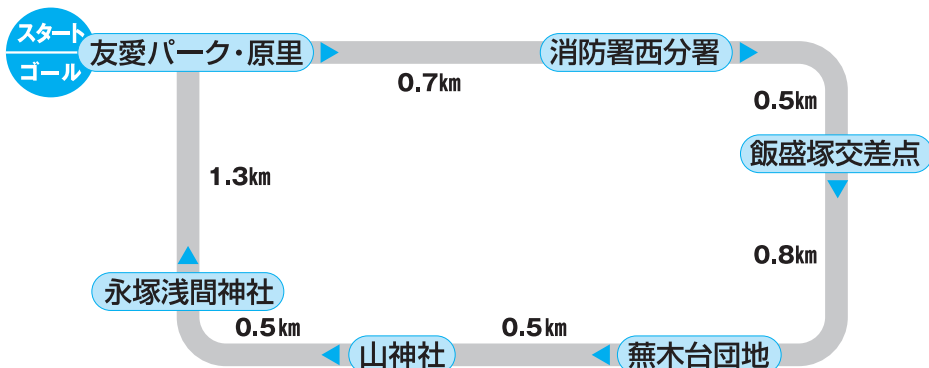 スタート
ゴール
友愛パーク・原里
0.7km
消防署西分署
0.5km
飯盛塚交差点
0.8km
蕪木台団地
0.5km
山神社
0.5km
永塚浅間神社
1.3km